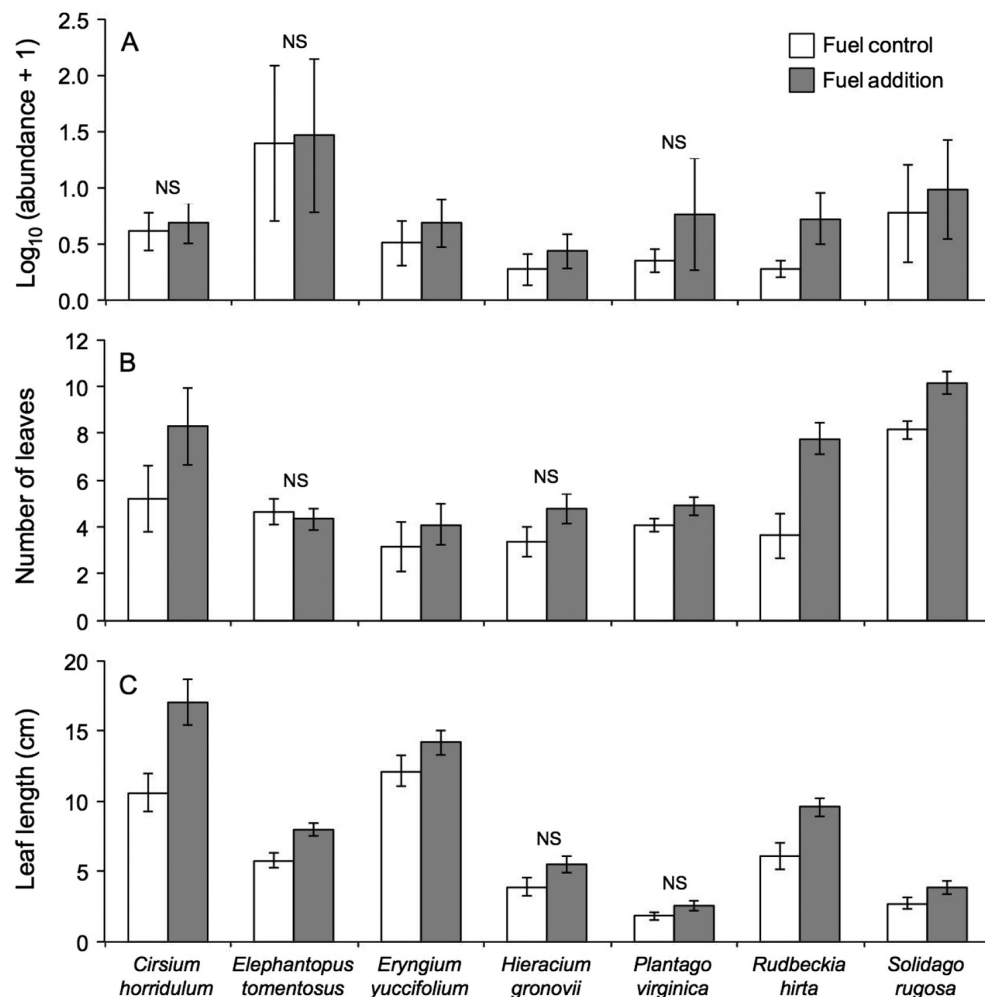 A
Log₁₀ (abundance + 1)
2.5
2.0
1.5
1.0
0.5
0.0
NS
NS
NS
Fuel control
Fuel addition
B
Number of leaves
12
10
8
6
4
2
0
NS
NS
C
Leaf length (cm)
20
15
10
5
0
NS
NS
Cirsium
horridulum
Elephantopus
tomentosus
Eryngium
yuccifolium
Hieracium
gronovii
Plantago
virginica
Rudbeckia
hirta
Solidago
rugosa